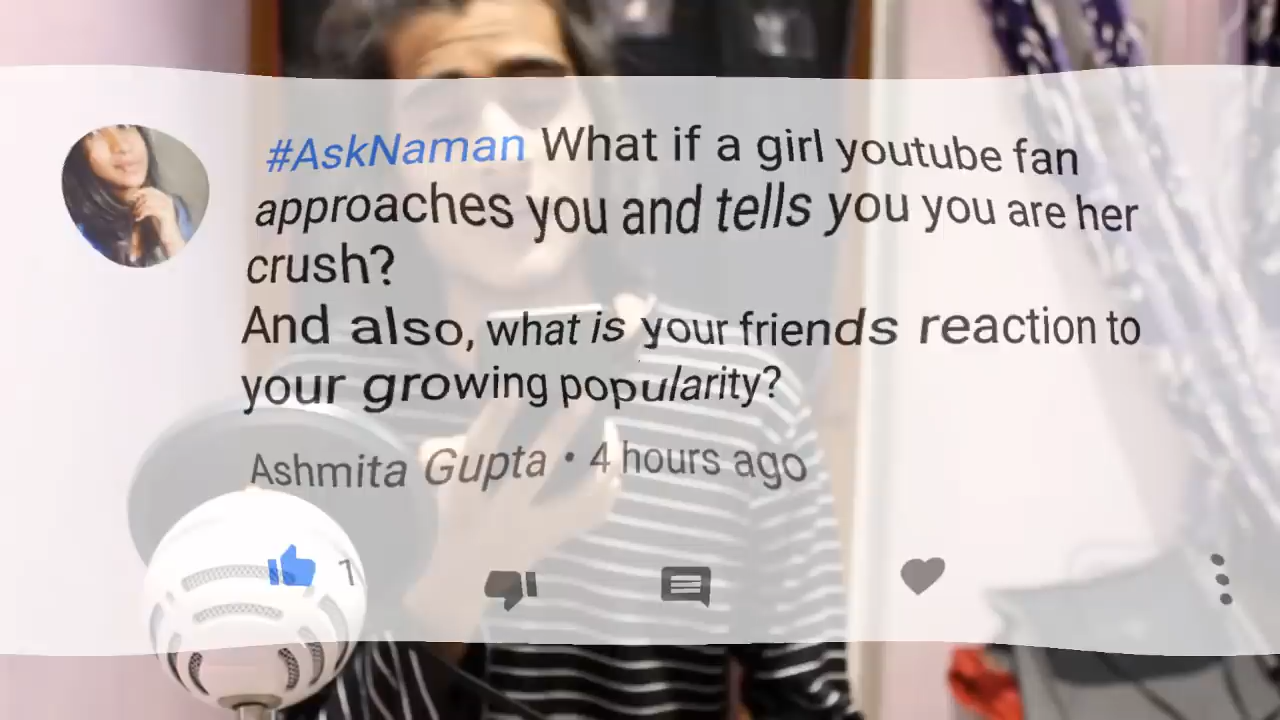 #AskNaman What if a girl youtube fan
approaches you and tells you you are her
crush?
And also, what is your friends reaction to
your growing popularity?
Ashmita Gupta • 4 hours ago
1